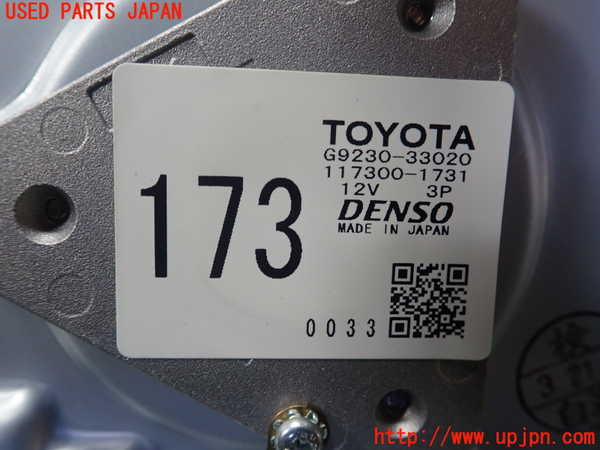 USED PARTS JAPAN
TOYOTA
G9230-33020
117300-1731
12V 3P
DENSO
MADE IN JAPAN
173
0033
http://www.upjpn.com/